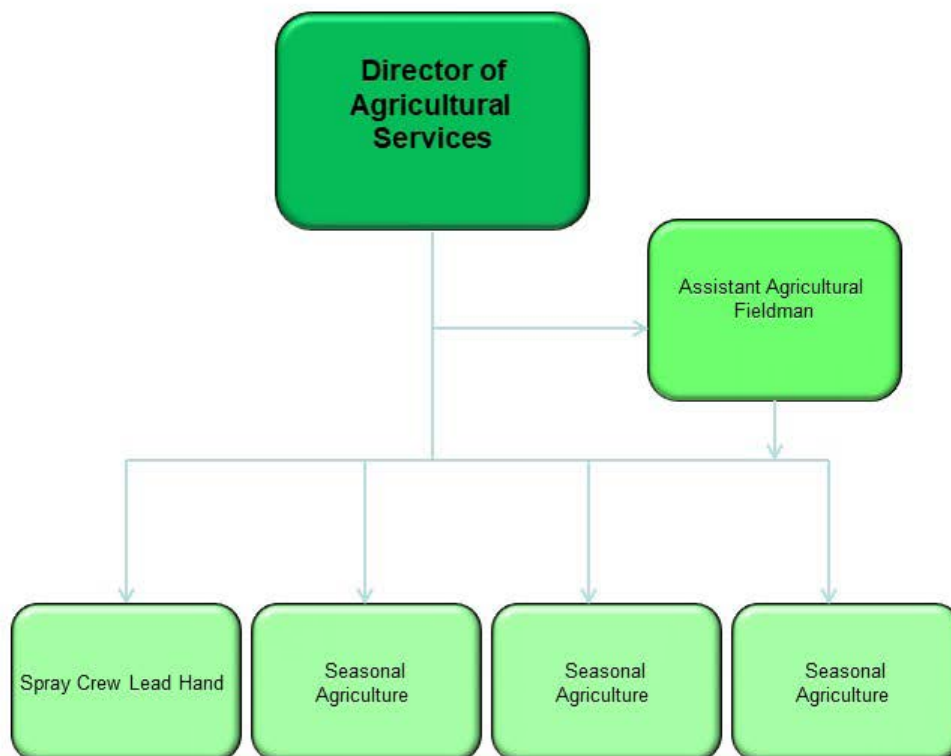 Director of
Agricultural
Services
Assistant Agricultural
Fieldman
Spray Crew Lead Hand
Seasonal
Agriculture
Seasonal
Agriculture
Seasonal
Agriculture